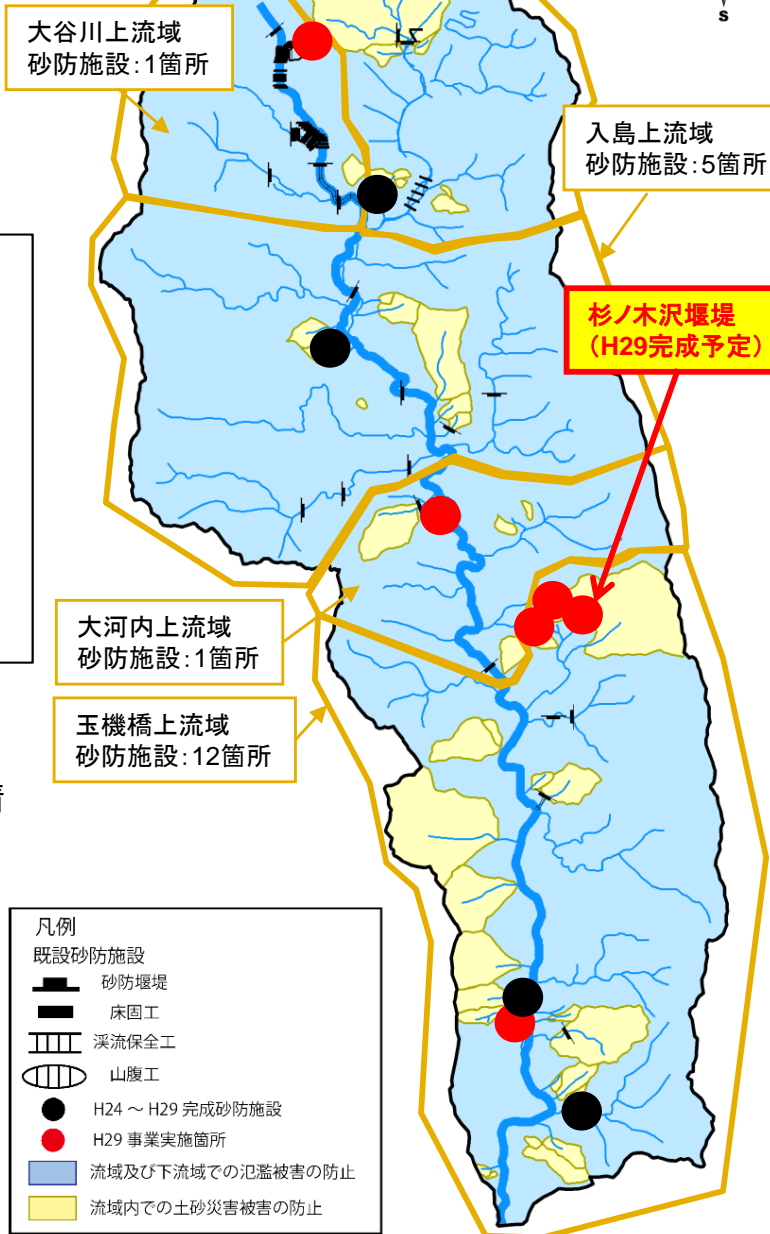 S
大谷川上流域
砂防施設：1箇所
入島上流域
砂防施設：5箇所
杉ノ木沢堰堤
（H29完成予定）
大河内上流域
砂防施設：1箇所
玉機橋上流域
砂防施設：12箇所
凡例
既設砂防施設
砂防堰堤
床固工
渓流保全工
山腹工
H24 ～ H29 完成砂防施設
H29 事業実施箇所
流域及び下流域での氾濫被害の防止
流域内での土砂災害被害の防止